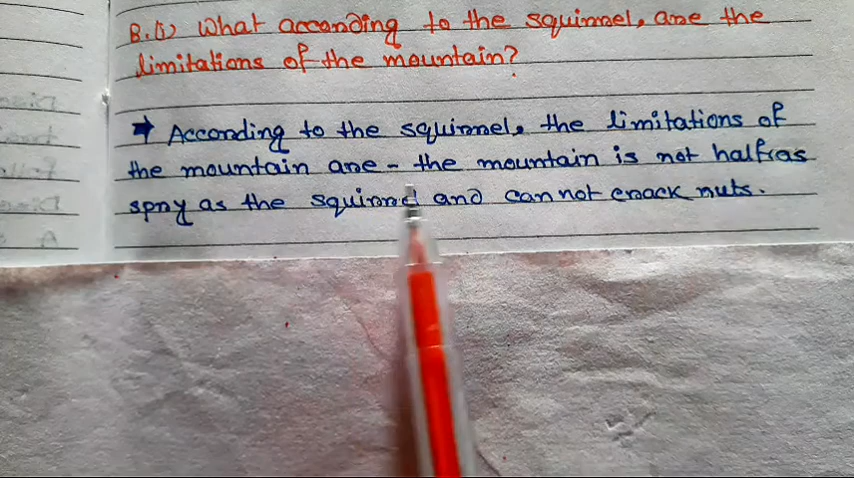 B.(i) What according to the squirrel, are the
limitations of the mountain?
→ According to the squirrel, the limitations of
the mountain are - the mountain is not half as
spry as the squirrel and can not crack nuts.